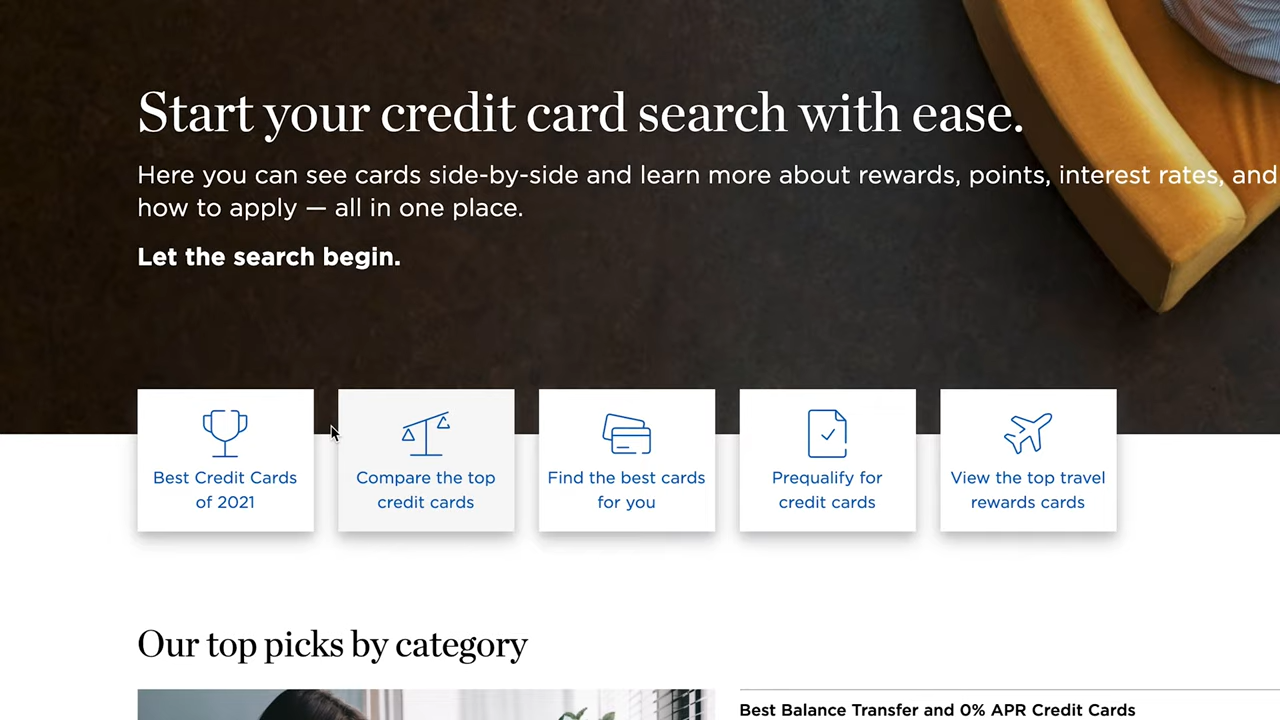 Start your credit card search with ease.
Here you can see cards side-by-side and learn more about rewards, points, interest rates, and
how to apply — all in one place.
Let the search begin.
Best Credit Cards
of 2021
Compare the top
credit cards
Find the best cards
for you
Prequalify for
credit cards
View the top travel
rewards cards
Our top picks by category
Best Balance Transfer and 0% APR Credit Cards